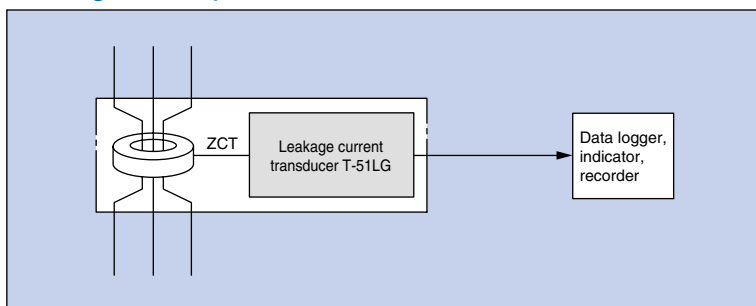 ZCT
Leakage current
transducer T-51LG
Data logger,
indicator,
recorder